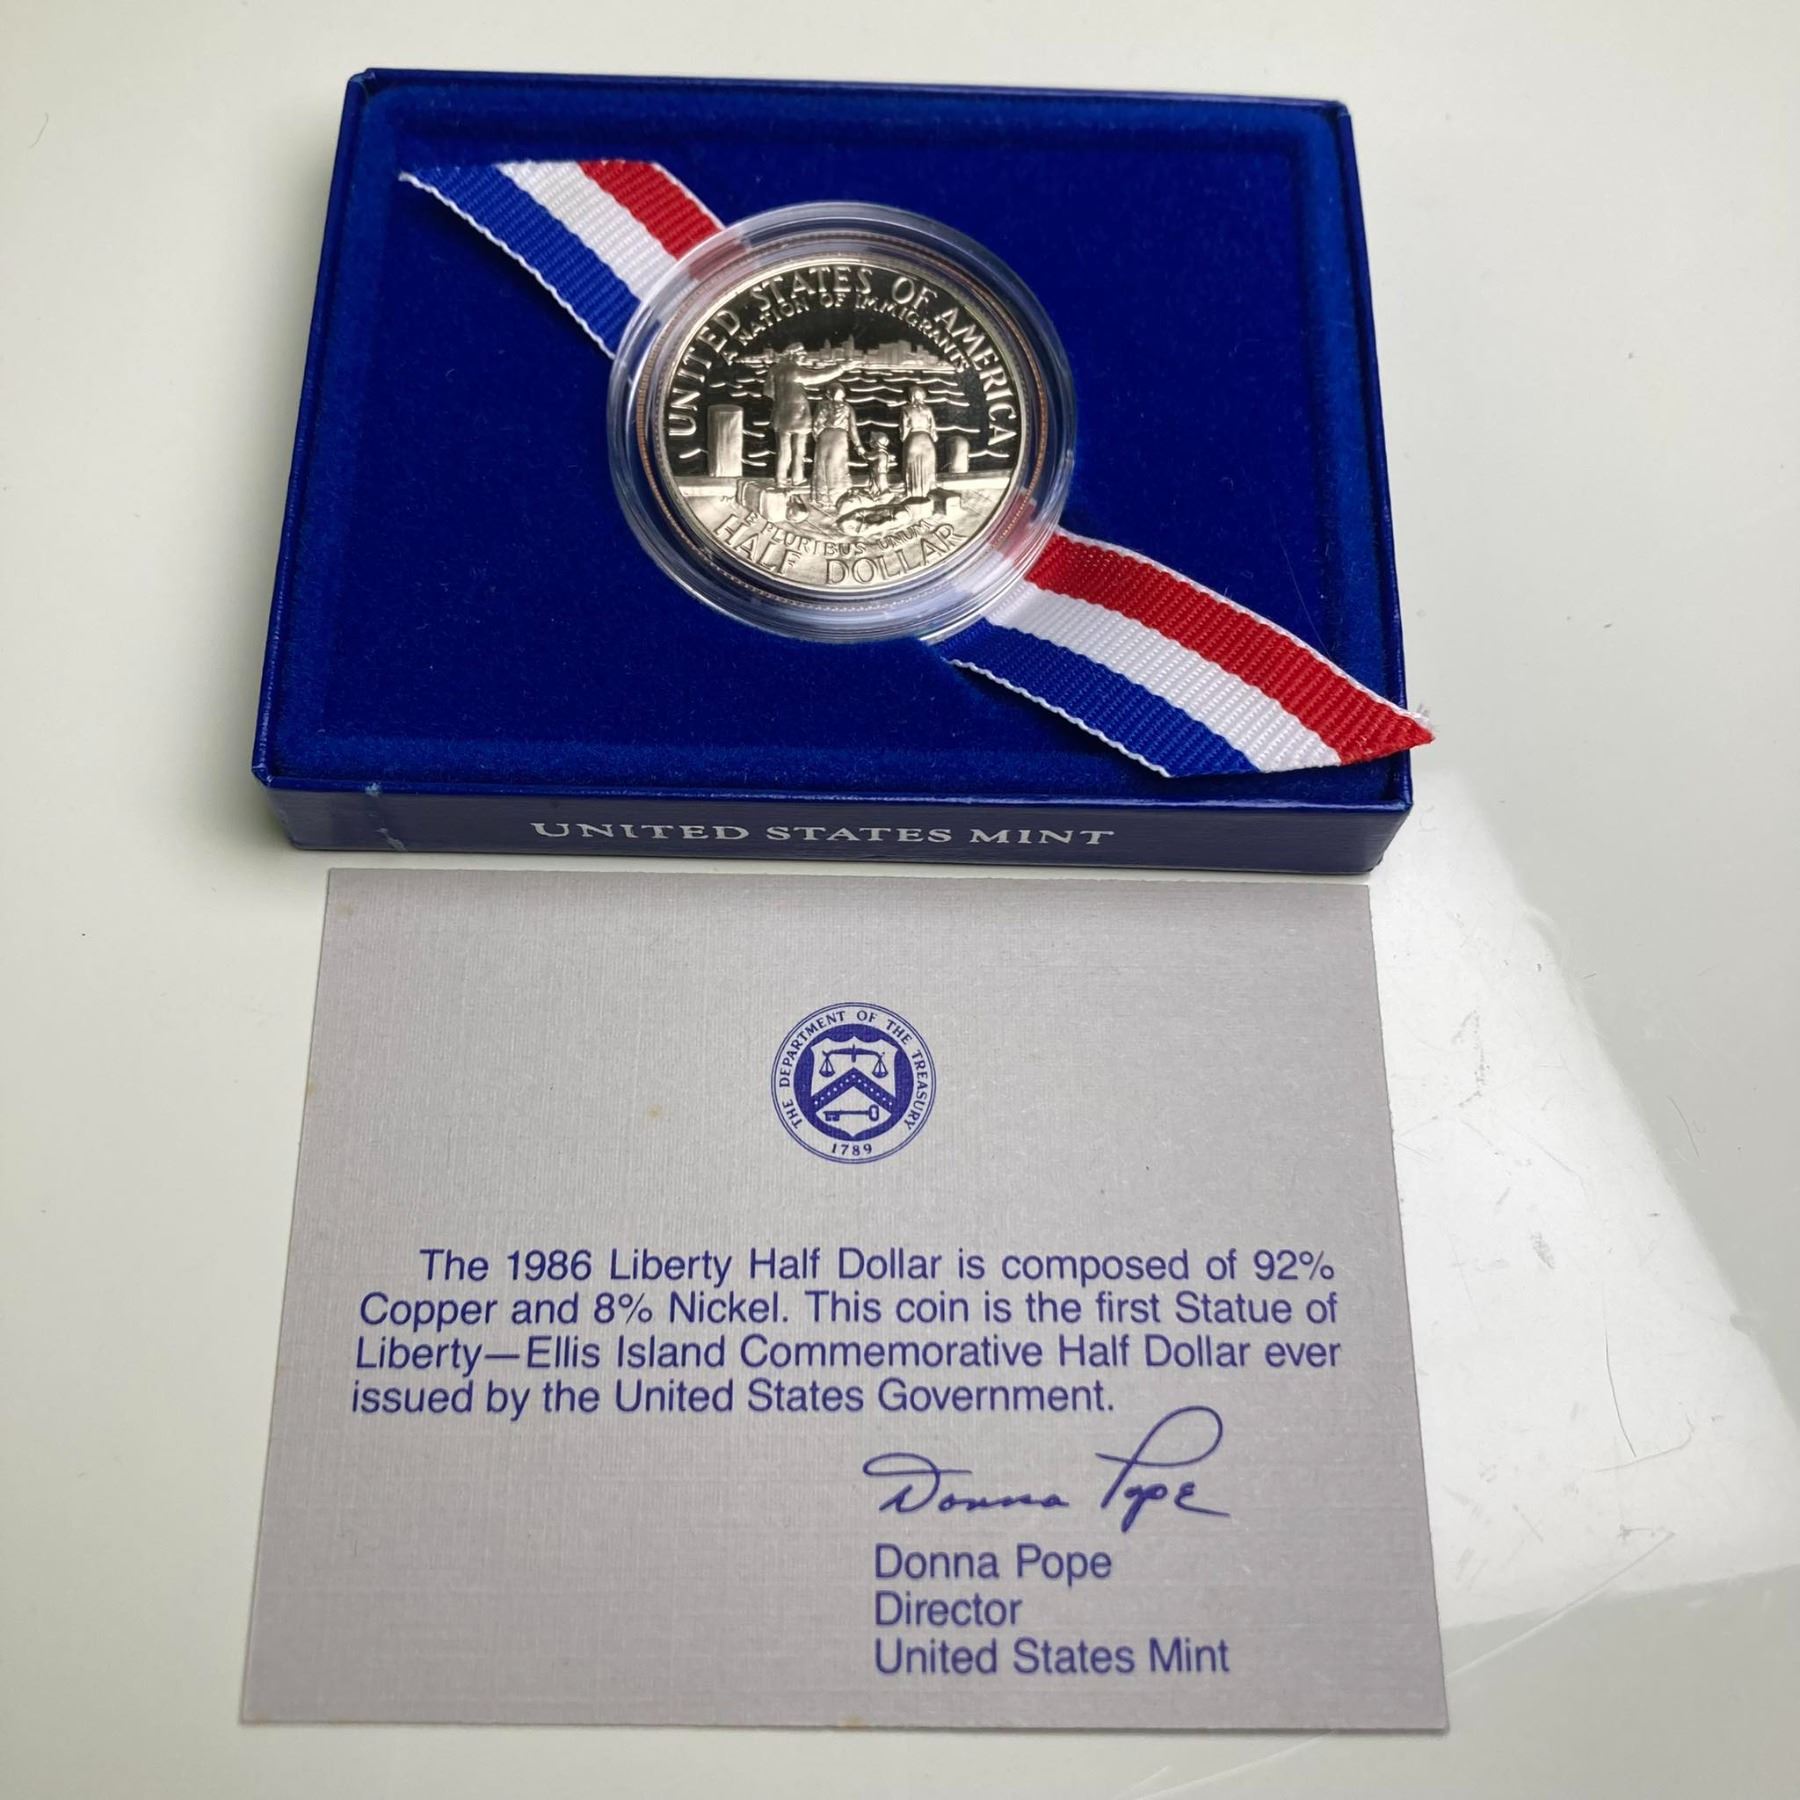 UNITED STATES OF AMERICA
A NATION OF IMMIGRANTS
E PLURIBUS UNUM
HALF DOLLAR
UNITED STATES MINT
THE DEPARTMENT OF THE TREASURY
1789
The 1986 Liberty Half Dollar is composed of 92%
Copper and 8% Nickel. This coin is the first Statue of
Liberty—Ellis Island Commemorative Half Dollar ever
issued by the United States Government.
Donna Pope
Donna Pope
Director
United States Mint